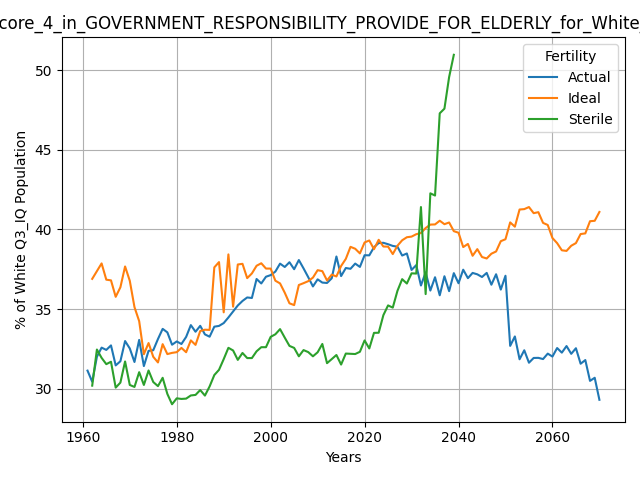 core_4_in_GOVERNMENT_RESPONSIBILITY_PROVIDE_FOR_ELDERLY_for_White_
Fertility
Actual
Ideal
Sterile
% of White Q3_IQ Population
50
45
40
35
30
1960 1980 2000 2020 2040 2060
Years